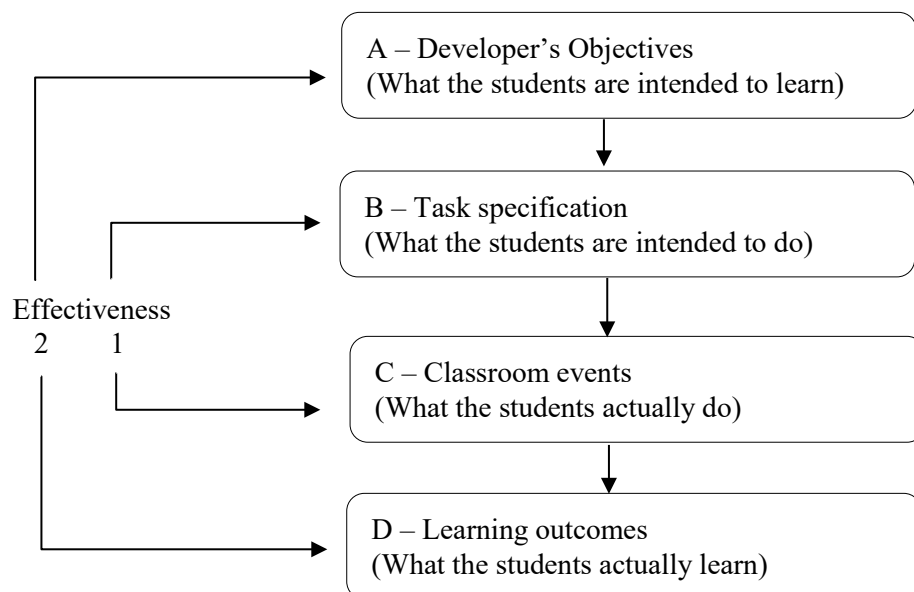 A – Developer’s Objectives
(What the students are intended to learn)
B – Task specification
(What the students are intended to do)
Effectiveness
2 1
C – Classroom events
(What the students actually do)
D – Learning outcomes
(What the students actually learn)